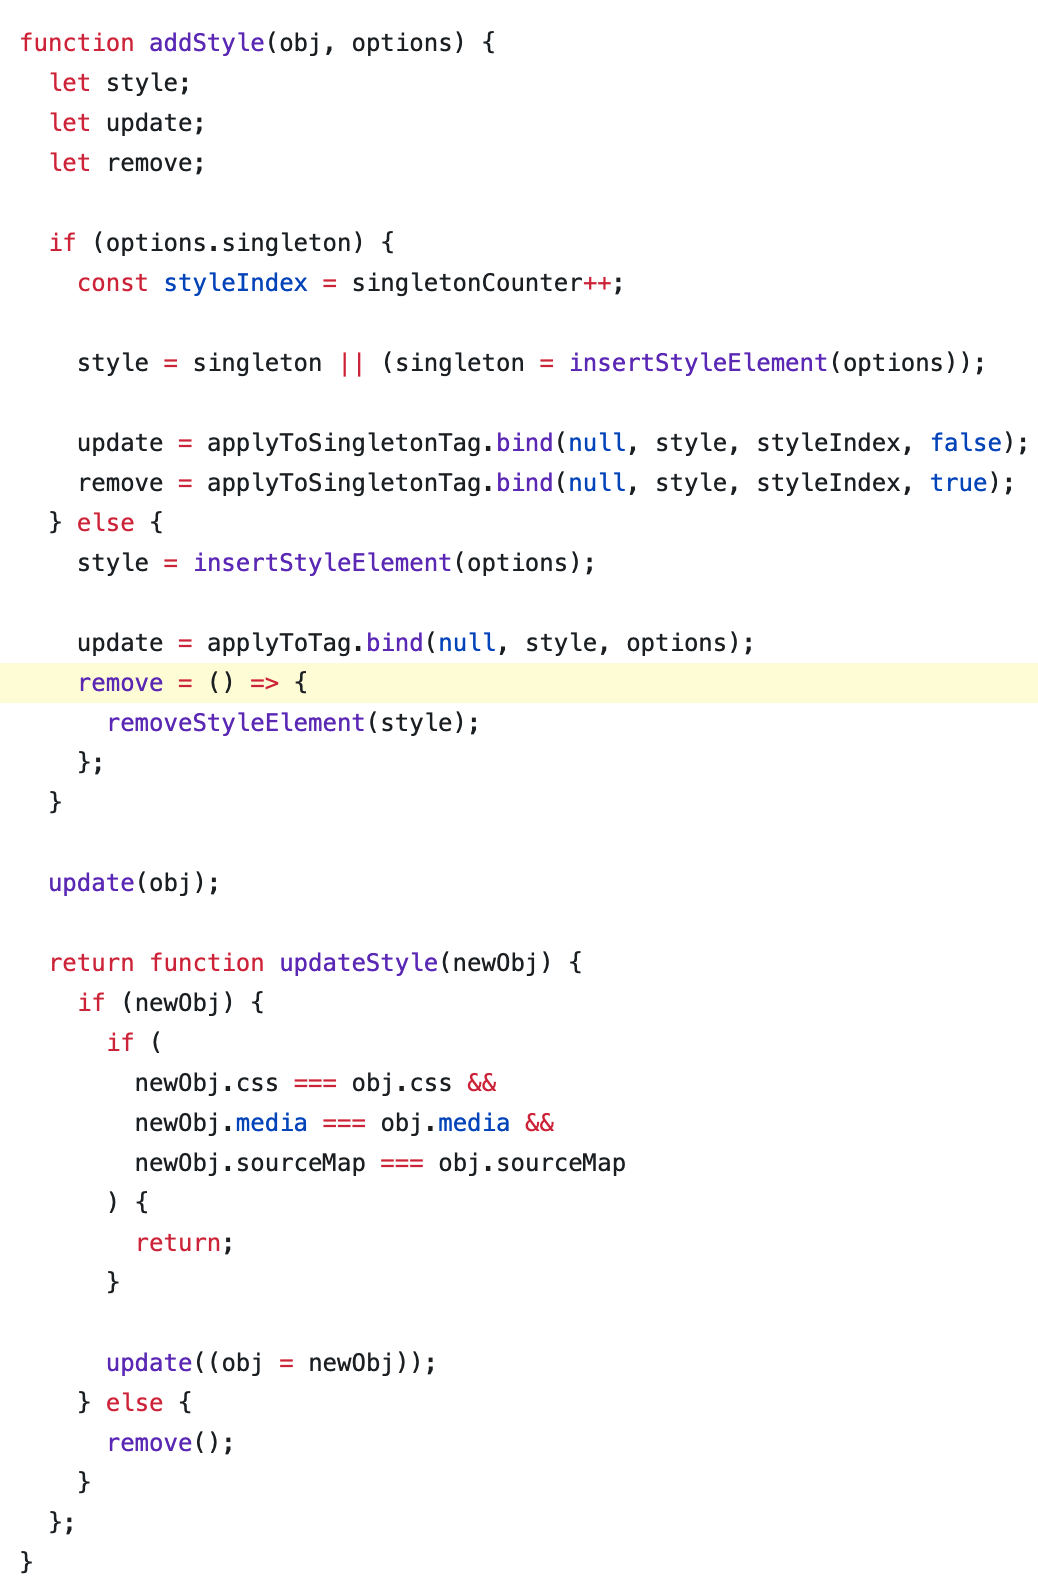 function addStyle(obj, options) {
  let style;
  let update;
  let remove;

  if (options.singleton) {
    const styleIndex = singletonCounter++;

    style = singleton || (singleton = insertStyleElement(options));

    update = applyToSingletonTag.bind(null, style, styleIndex, false);
    remove = applyToSingletonTag.bind(null, style, styleIndex, true);
  } else {
    style = insertStyleElement(options);

    update = applyToTag.bind(null, style, options);
    remove = () => {
      removeStyleElement(style);
    };
  }

  update(obj);

  return function updateStyle(newObj) {
    if (newObj) {
      if (
        newObj.css === obj.css &&
        newObj.media === obj.media &&
        newObj.sourceMap === obj.sourceMap
      ) {
        return;
      }

      update((obj = newObj));
    } else {
      remove();
    }
  };
}